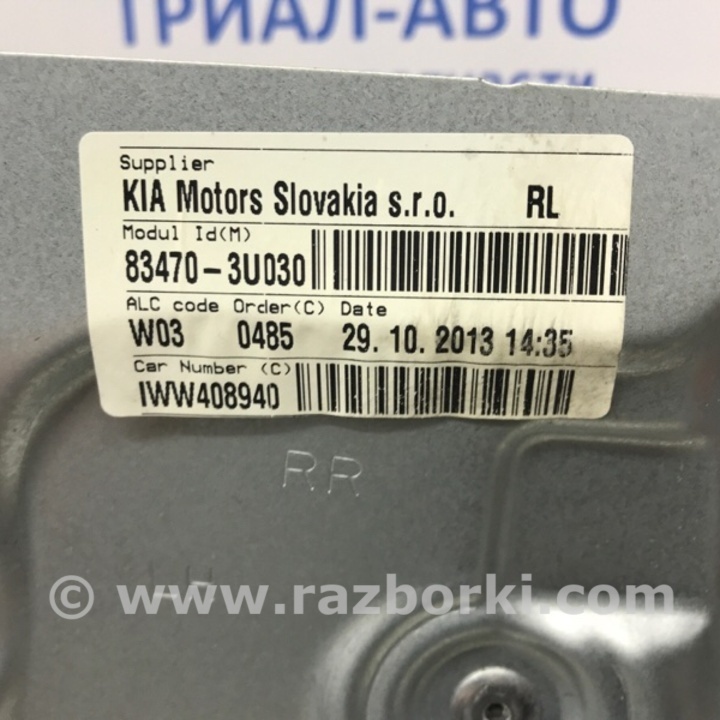 ТРИАЛ-АВТО
Supplier
KIA Motors Slovakia s.r.o. RL
Modul Id(M)
83470-3U030
ALC code Order(C) Date
W03 0485 29. 10. 2013 14:35
Car Number (C)
IWW408940
RR
© www.razborki.com